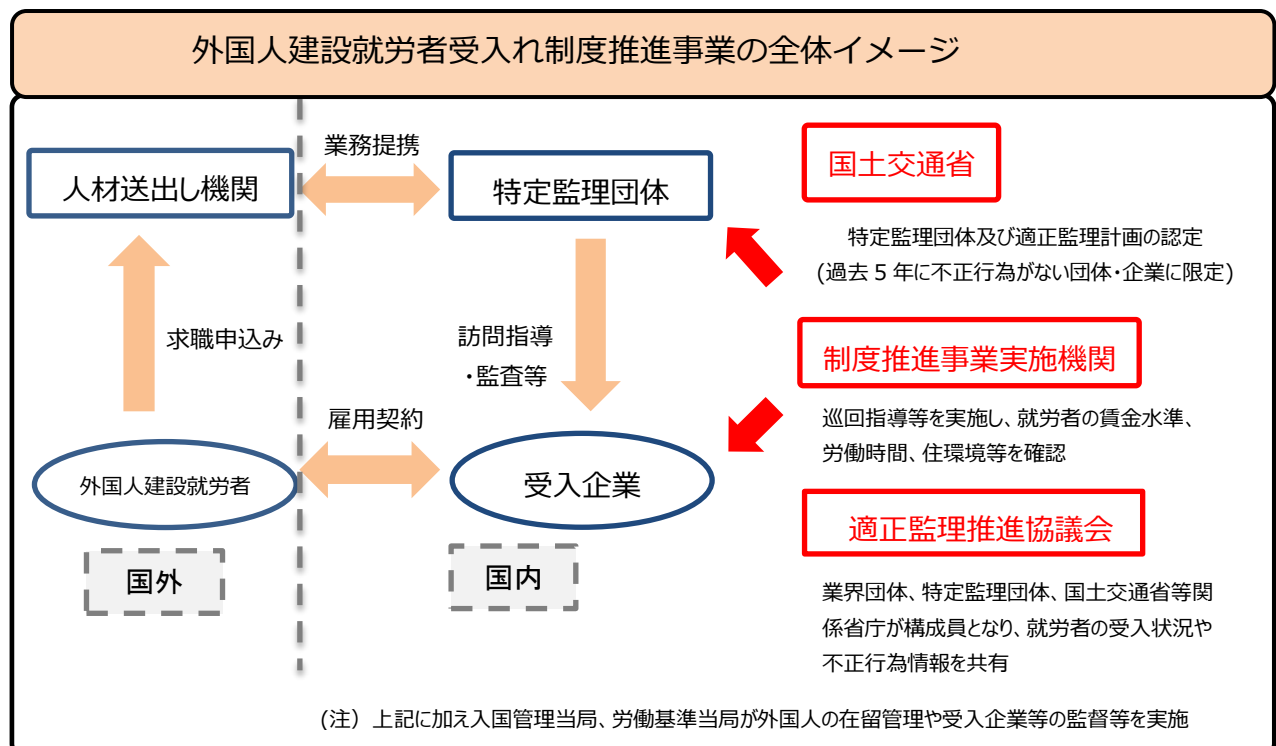 外国人建設就労者受入れ制度推進事業の全体イメージ
業務提携
人材送出し機関
特定監理団体
国土交通省
特定監理団体及び適正監理計画の認定
(過去 5 年に不正行為がない団体・企業に限定)
求職申込み
訪問指導
・監査等
制度推進事業実施機関
雇用契約
巡回指導等を実施し、就労者の賃金水準、
労働時間、住環境等を確認
外国人建設就労者
受入企業
適正監理推進協議会
国外
国内
業界団体、特定監理団体、国土交通省等関
係省庁が構成員となり、就労者の受入状況や
不正行為情報を共有
(注) 上記に加え入国管理当局、労働基準当局が外国人の在留管理や受入企業等の監督等を実施